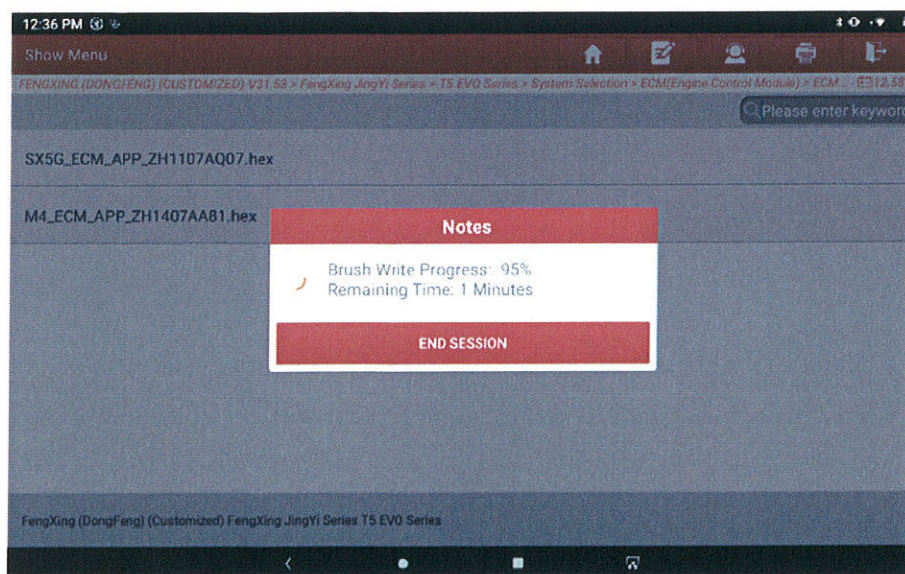 12:36 PM
Show Menu
FENGXING (DONGFENG) (CUSTOMIZED) V31.53 > FengXing JingYi Series > T5 EVO Series > System Selection > ECM(Engine Control Module) > ECM
12.58
Please enter keyword
SX5G_ECM_APP_ZH1107AQ07.hex
M4_ECM_APP_ZH1407AA81.hex
Notes
Brush Write Progress: 95%
Remaining Time: 1 Minutes
END SESSION
FengXing (DongFeng) (Customized) FengXing JingYi Series T5 EVO Series